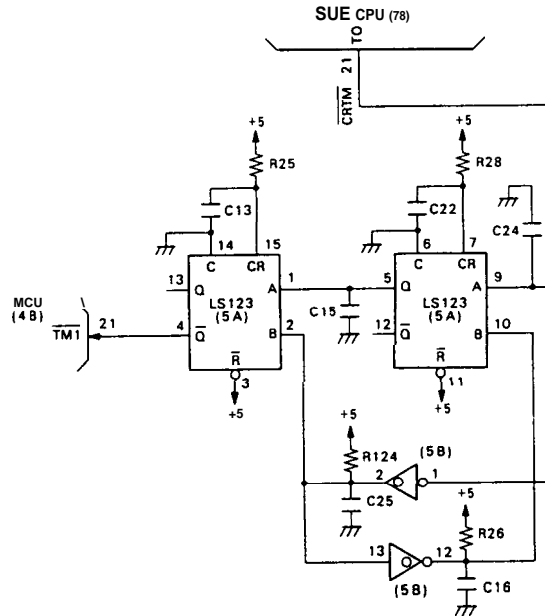 SUE CPU (78)
TO
21
CRTM
+5
R25
+5
R28
C13
C22
C24
14
15
6
7
C
CR
C
CR
13
Q
A
1
5
Q
A
9
LS123
(5A)
C15
LS123
(5A)
MCU
(4B)
TM1
21
4
Q
B
2
12
Q
B
10
R
3
R
11
+5
+5
+5
R124
(5B)
2
1
C25
+5
R26
13
12
(5B)
C16